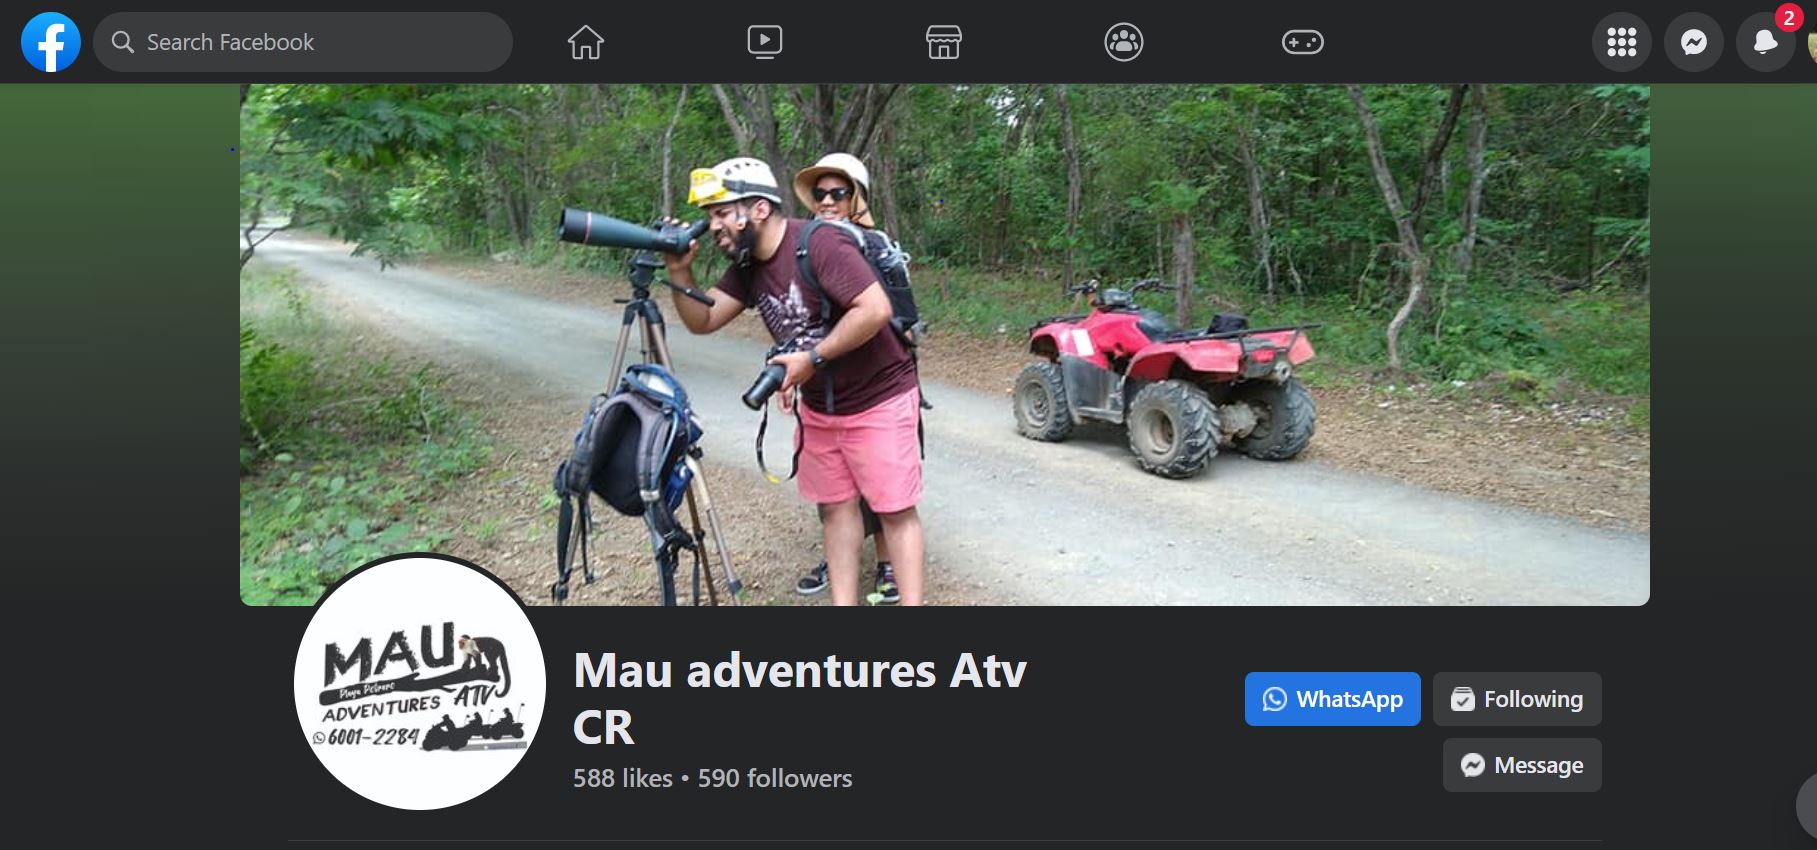 Search Facebook
2
MAU
Playa Potrero
ADVENTURES ATV
6001-2284
Mau adventures Atv
CR
588 likes • 590 followers
WhatsApp
Following
Message